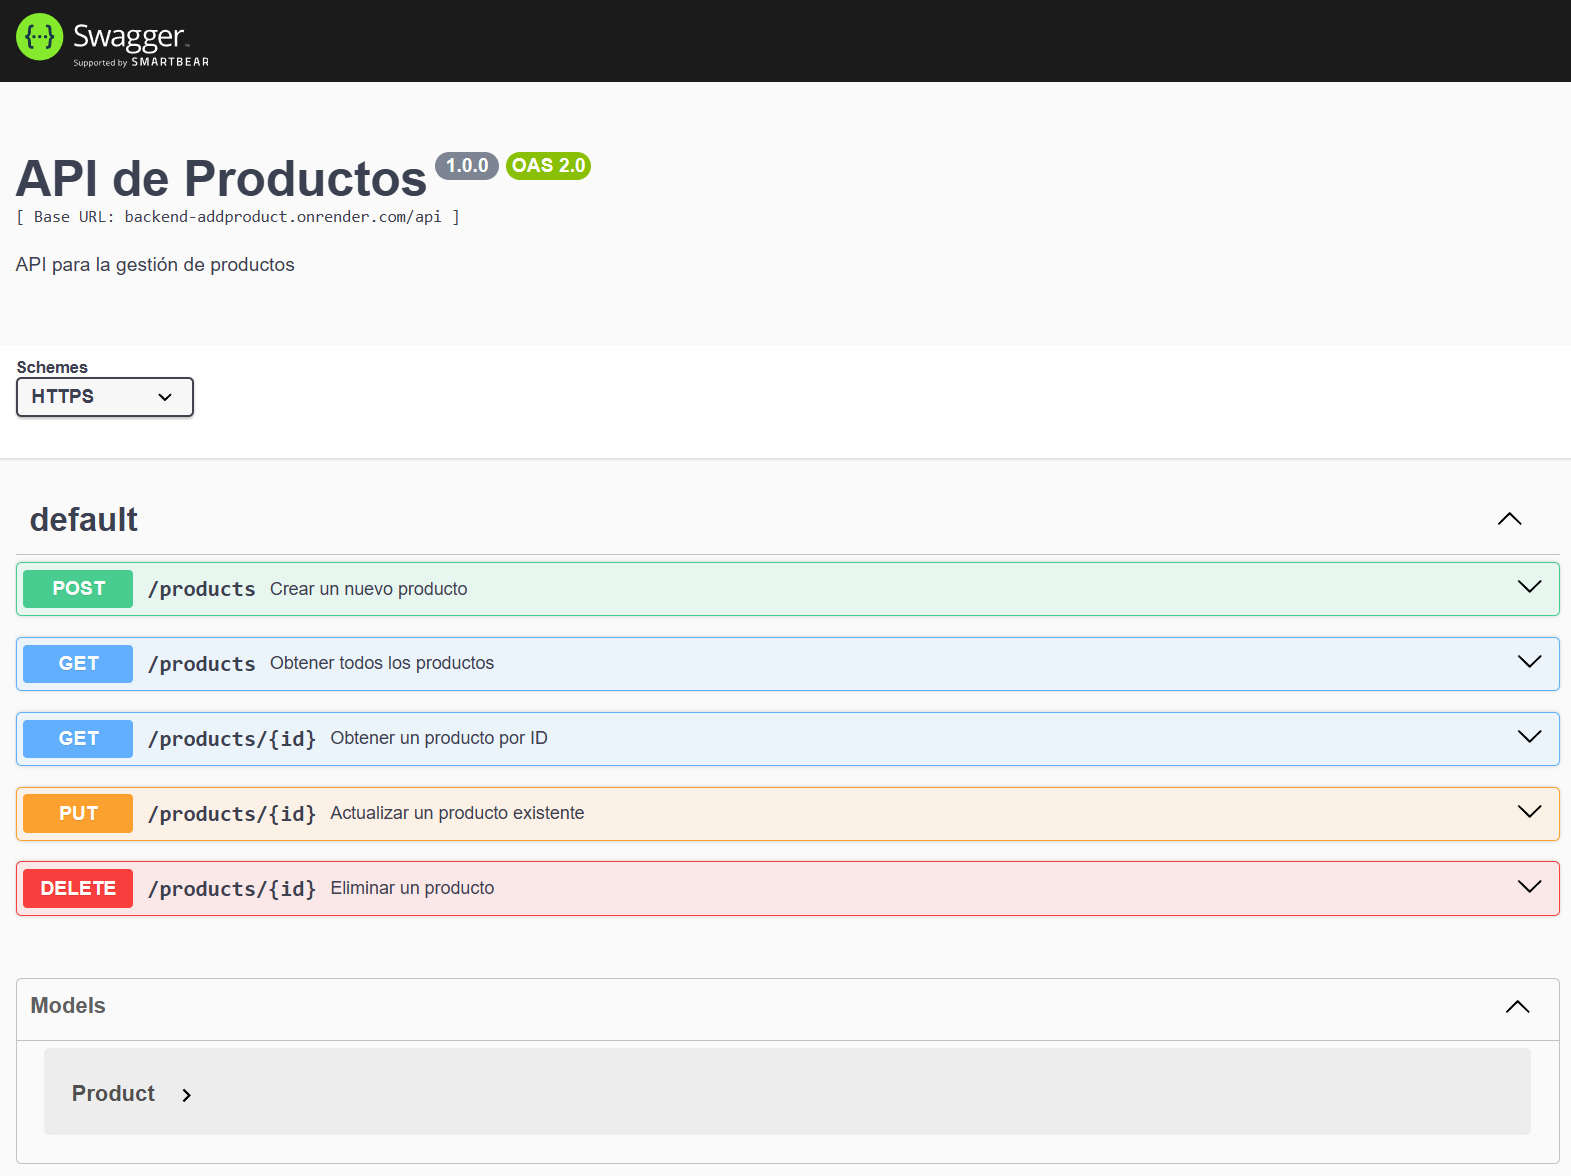 Swagger
Supported by SMARTBEAR
API de Productos 1.0.0 OAS 2.0
[ Base URL: backend-addproduct.onrender.com/api ]
API para la gestión de productos
Schemes
HTTPS
default
POST /products Crear un nuevo producto
GET /products Obtener todos los productos
GET /products/{id} Obtener un producto por ID
PUT /products/{id} Actualizar un producto existente
DELETE /products/{id} Eliminar un producto
Models
Product